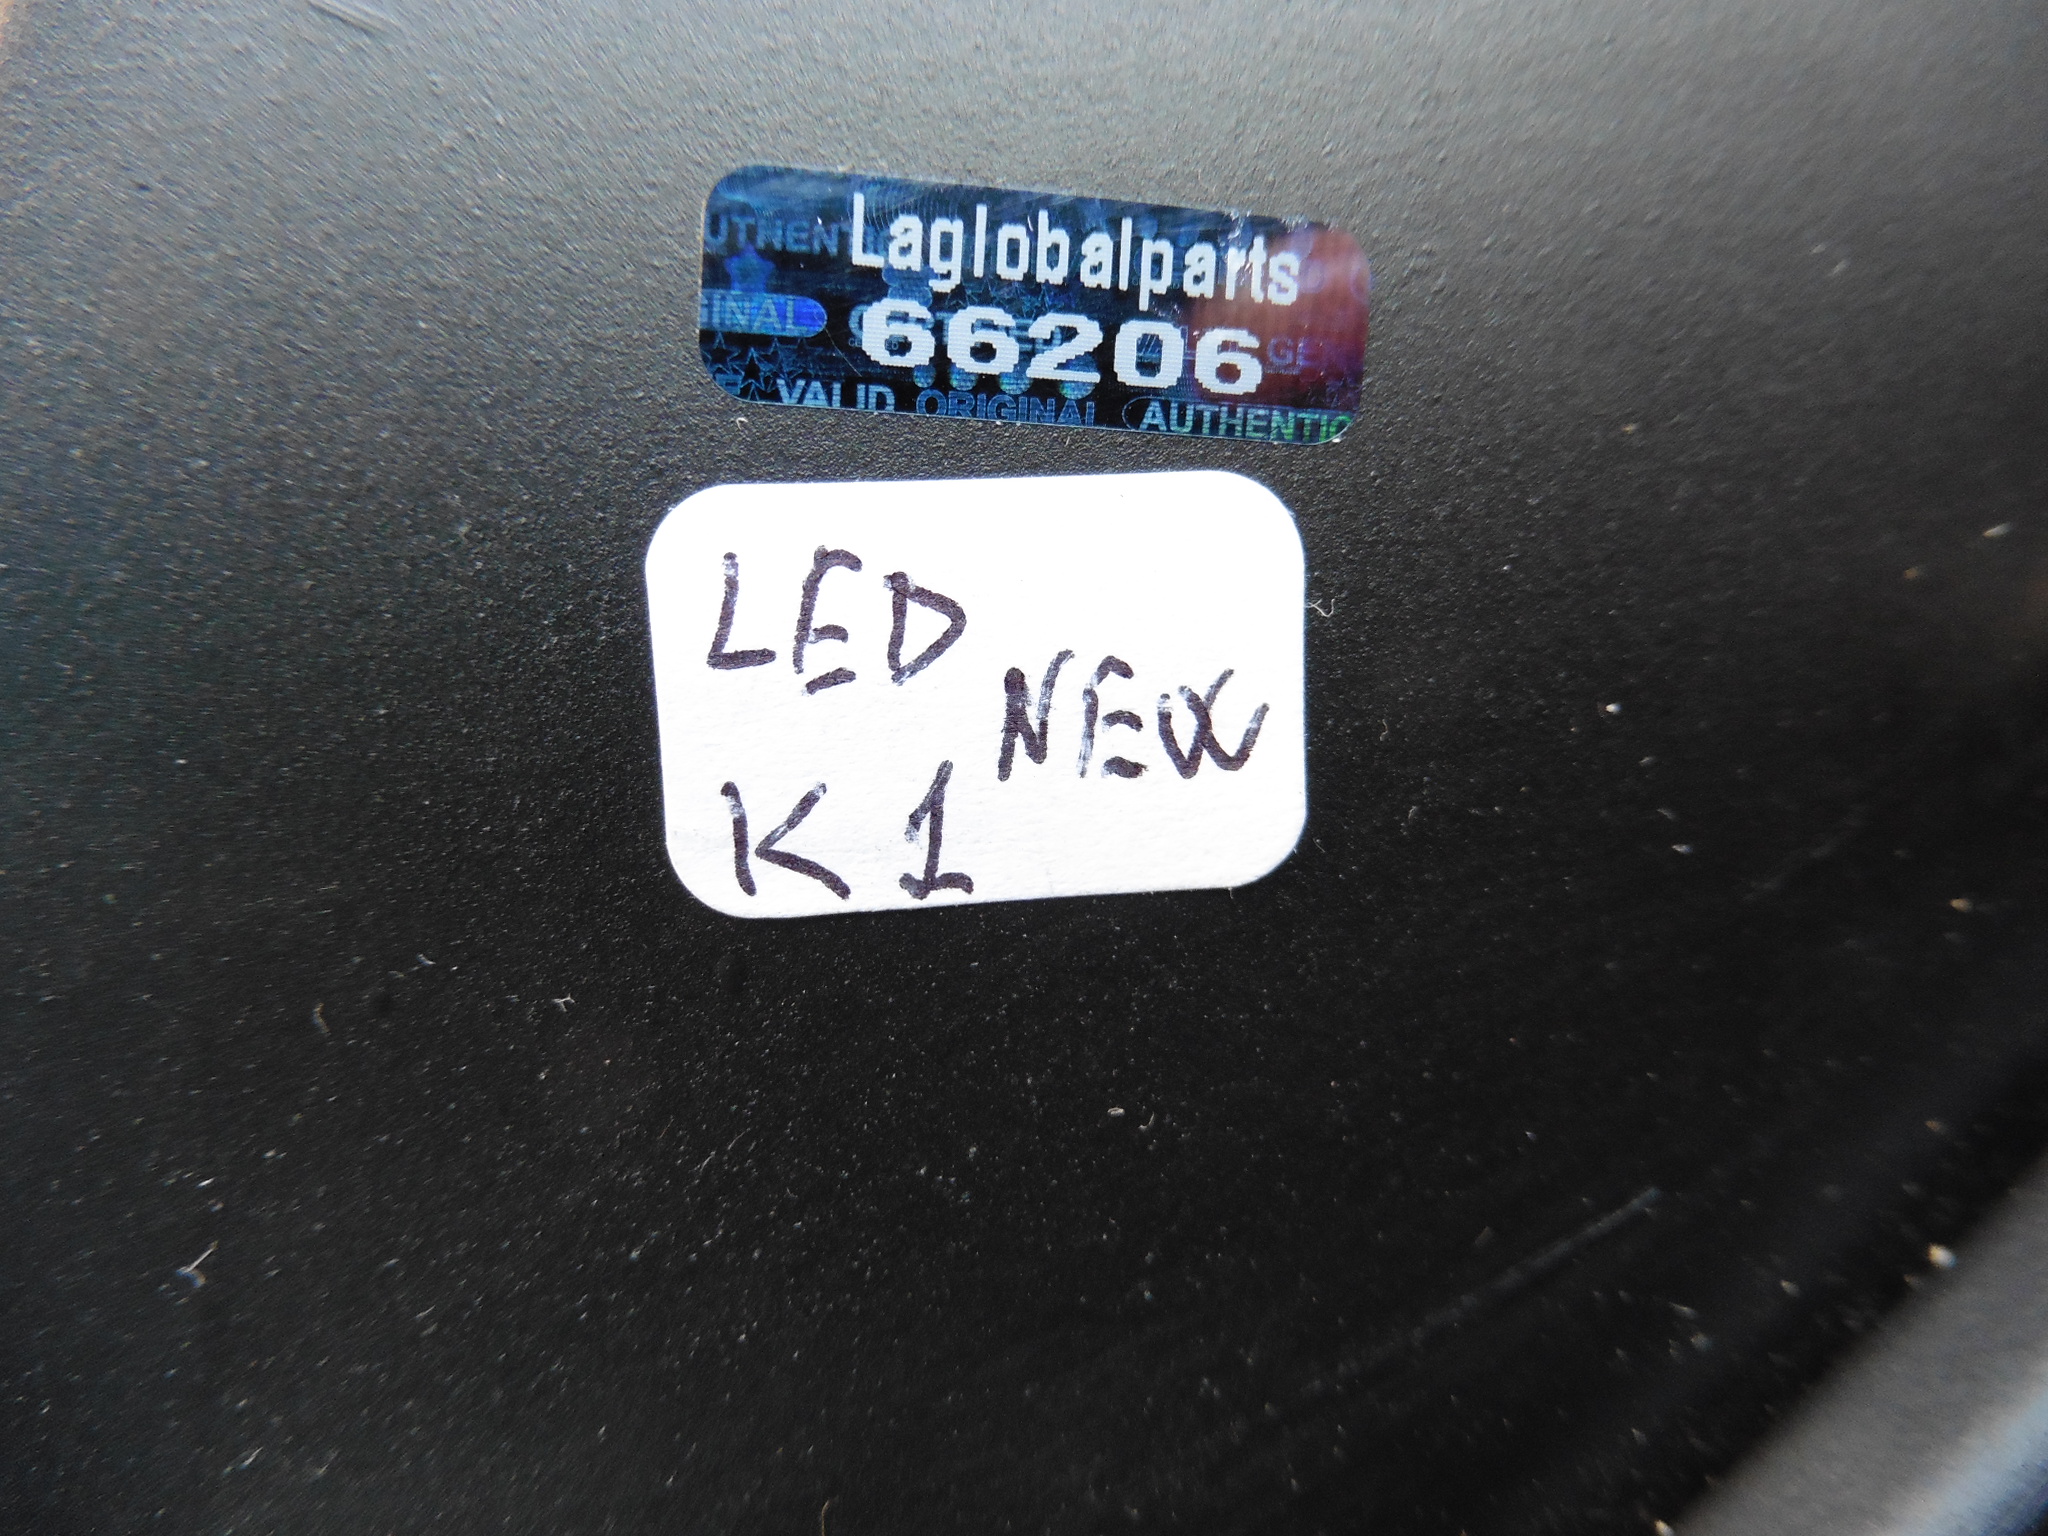 Laglobalparts
66206
VALID ORIGINAL AUTHENTIC
LED
NEW
K1